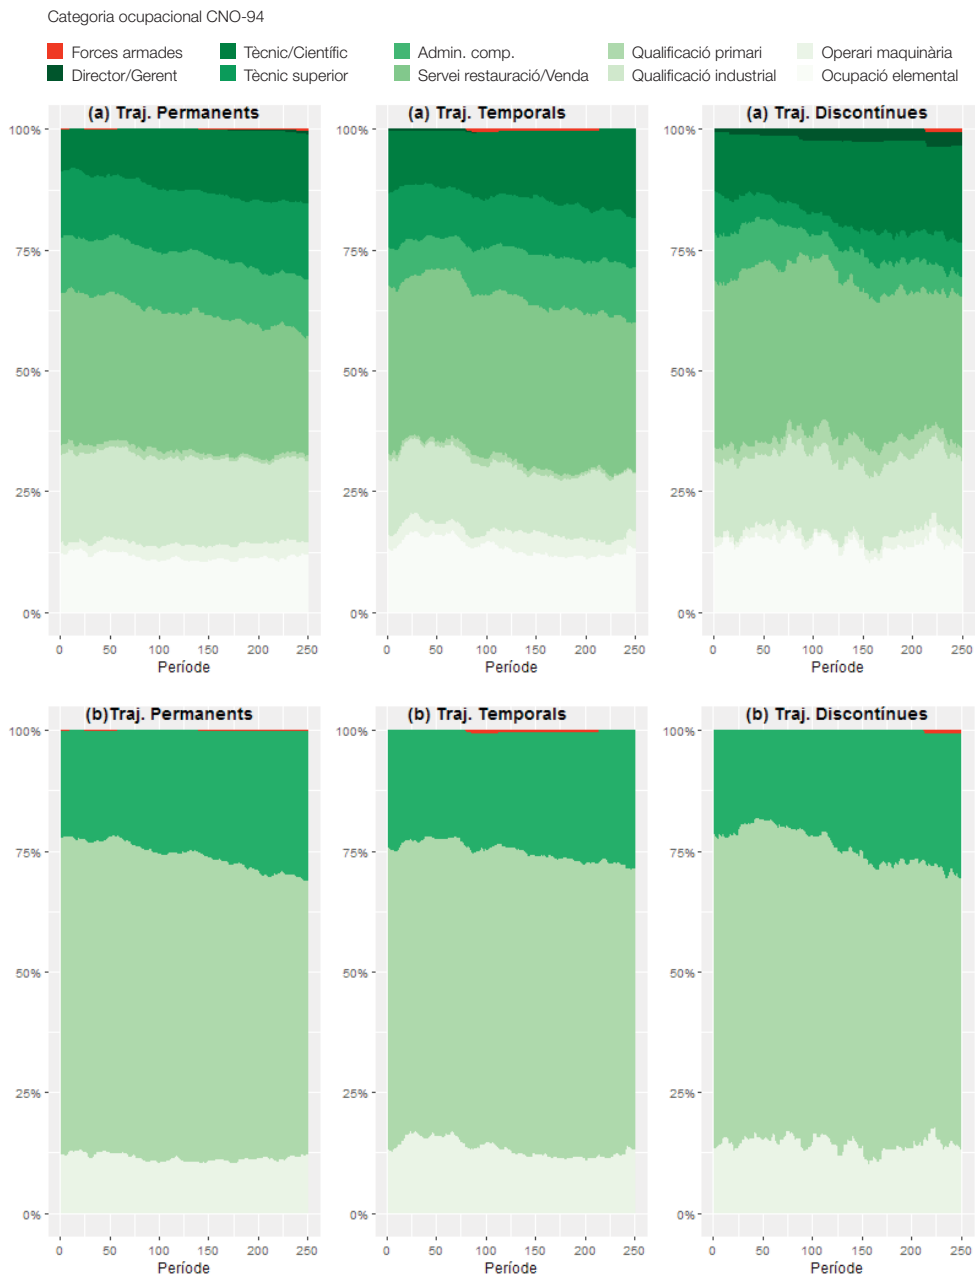 Categoria ocupacional CNO-94
Forces armades Tècnic/Científic Admin. comp. Qualificació primari Operari maquinària
Director/Gerent Tècnic superior Servei restauració/Venda Qualificació industrial Ocupació elemental
(a) Traj. Permanents (a) Traj. Temporals (a) Traj. Discontínues
100% 100% 100%
75% 75% 75%
50% 50% 50%
25% 25% 25%
0% 0% 0%
0 50 100 150 200 250 0 50 100 150 200 250 0 50 100 150 200 250
Període Període Període
(b)Traj. Permanents (b) Traj. Temporals (b) Traj. Discontínues
100% 100% 100%
75% 75% 75%
50% 50% 50%
25% 25% 25%
0% 0% 0%
0 50 100 150 200 250 0 50 100 150 200 250 0 50 100 150 200 250
Període Període Període